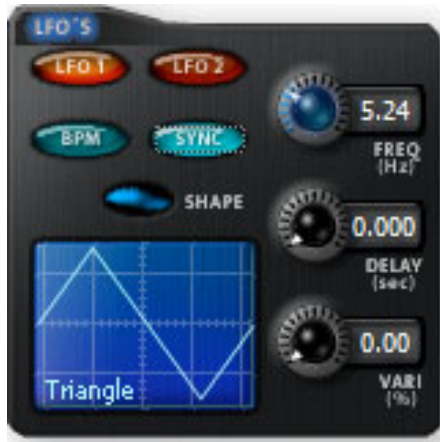 LFO´S
LFO 1
LFO 2
5.24
FREQ
(Hz)
BPM
SYNC
SHAPE
0.000
DELAY
(sec)
Triangle
0.00
VARI
(%)